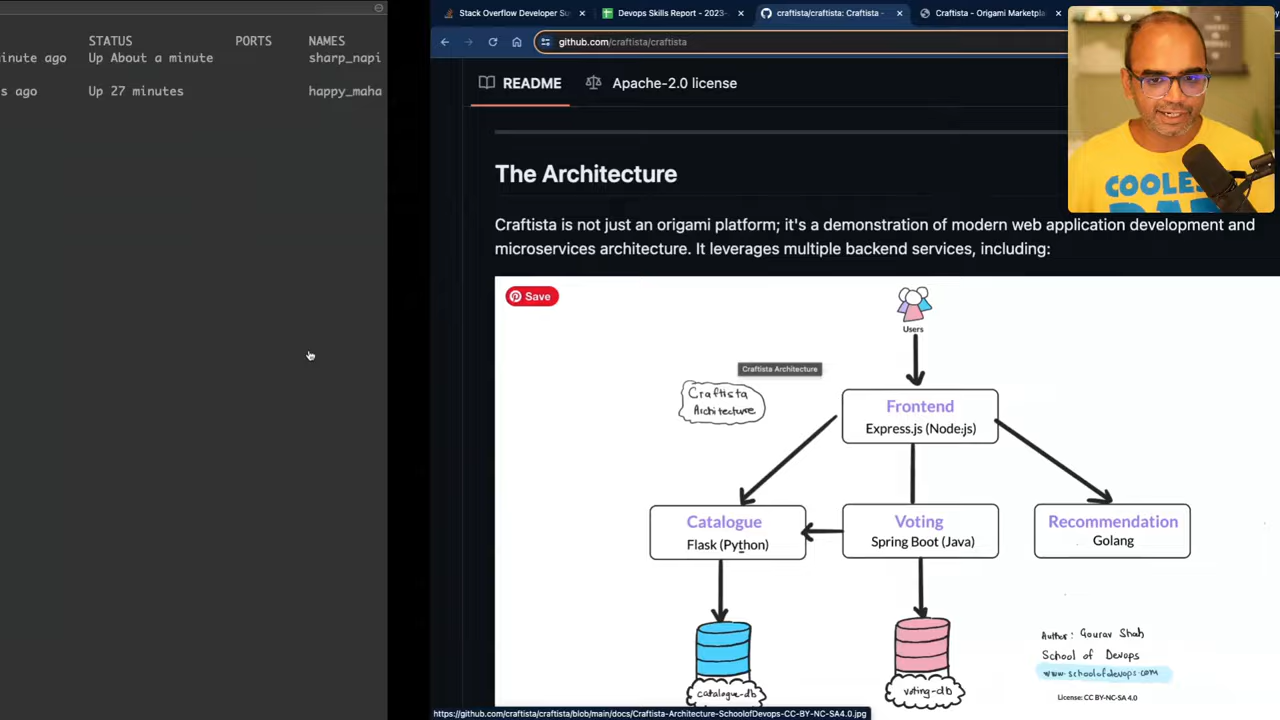 STATUS PORTS NAMES
inute ago Up About a minute sharp_napi
s ago Up 27 minutes happy_maha
Stack Overflow Developer Su
Devops Skills Report - 2023-
craftista/craftista: Craftista -
Craftista - Origami Marketpla
github.com/craftista/craftista
README
Apache-2.0 license
COOLES
The Architecture
Craftista is not just an origami platform; it's a demonstration of modern web application development and
microservices architecture. It leverages multiple backend services, including:
Save
Users
Craftista Architecture
Craftista
Architecture
Frontend
Express.js (Node.js)
Catalogue
Flask (Python)
Voting
Spring Boot (Java)
Recommendation
Golang
Author: Gourav Shah
School of Devops
www.schoolofdevops.com
License: CC BY-NC-SA 4.0
catalogue-db
voting-db
https://github.com/craftista/craftista/blob/main/docs/Craftista-Architecture-SchoolofDevops-CC-BY-NC-SA4.0.jpg